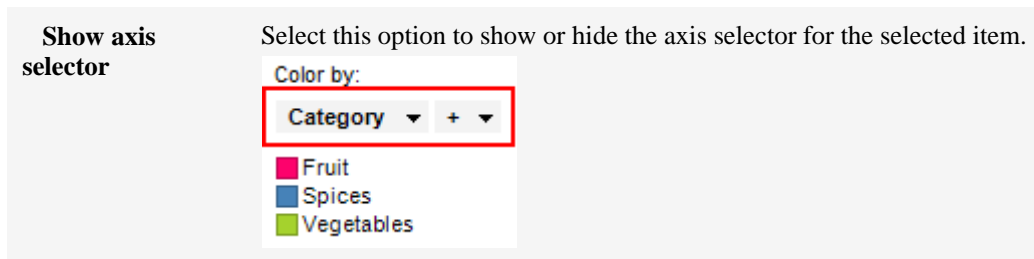 Show axis selector
Select this option to show or hide the axis selector for the selected item.
Color by:
Category +
Fruit
Spices
Vegetables